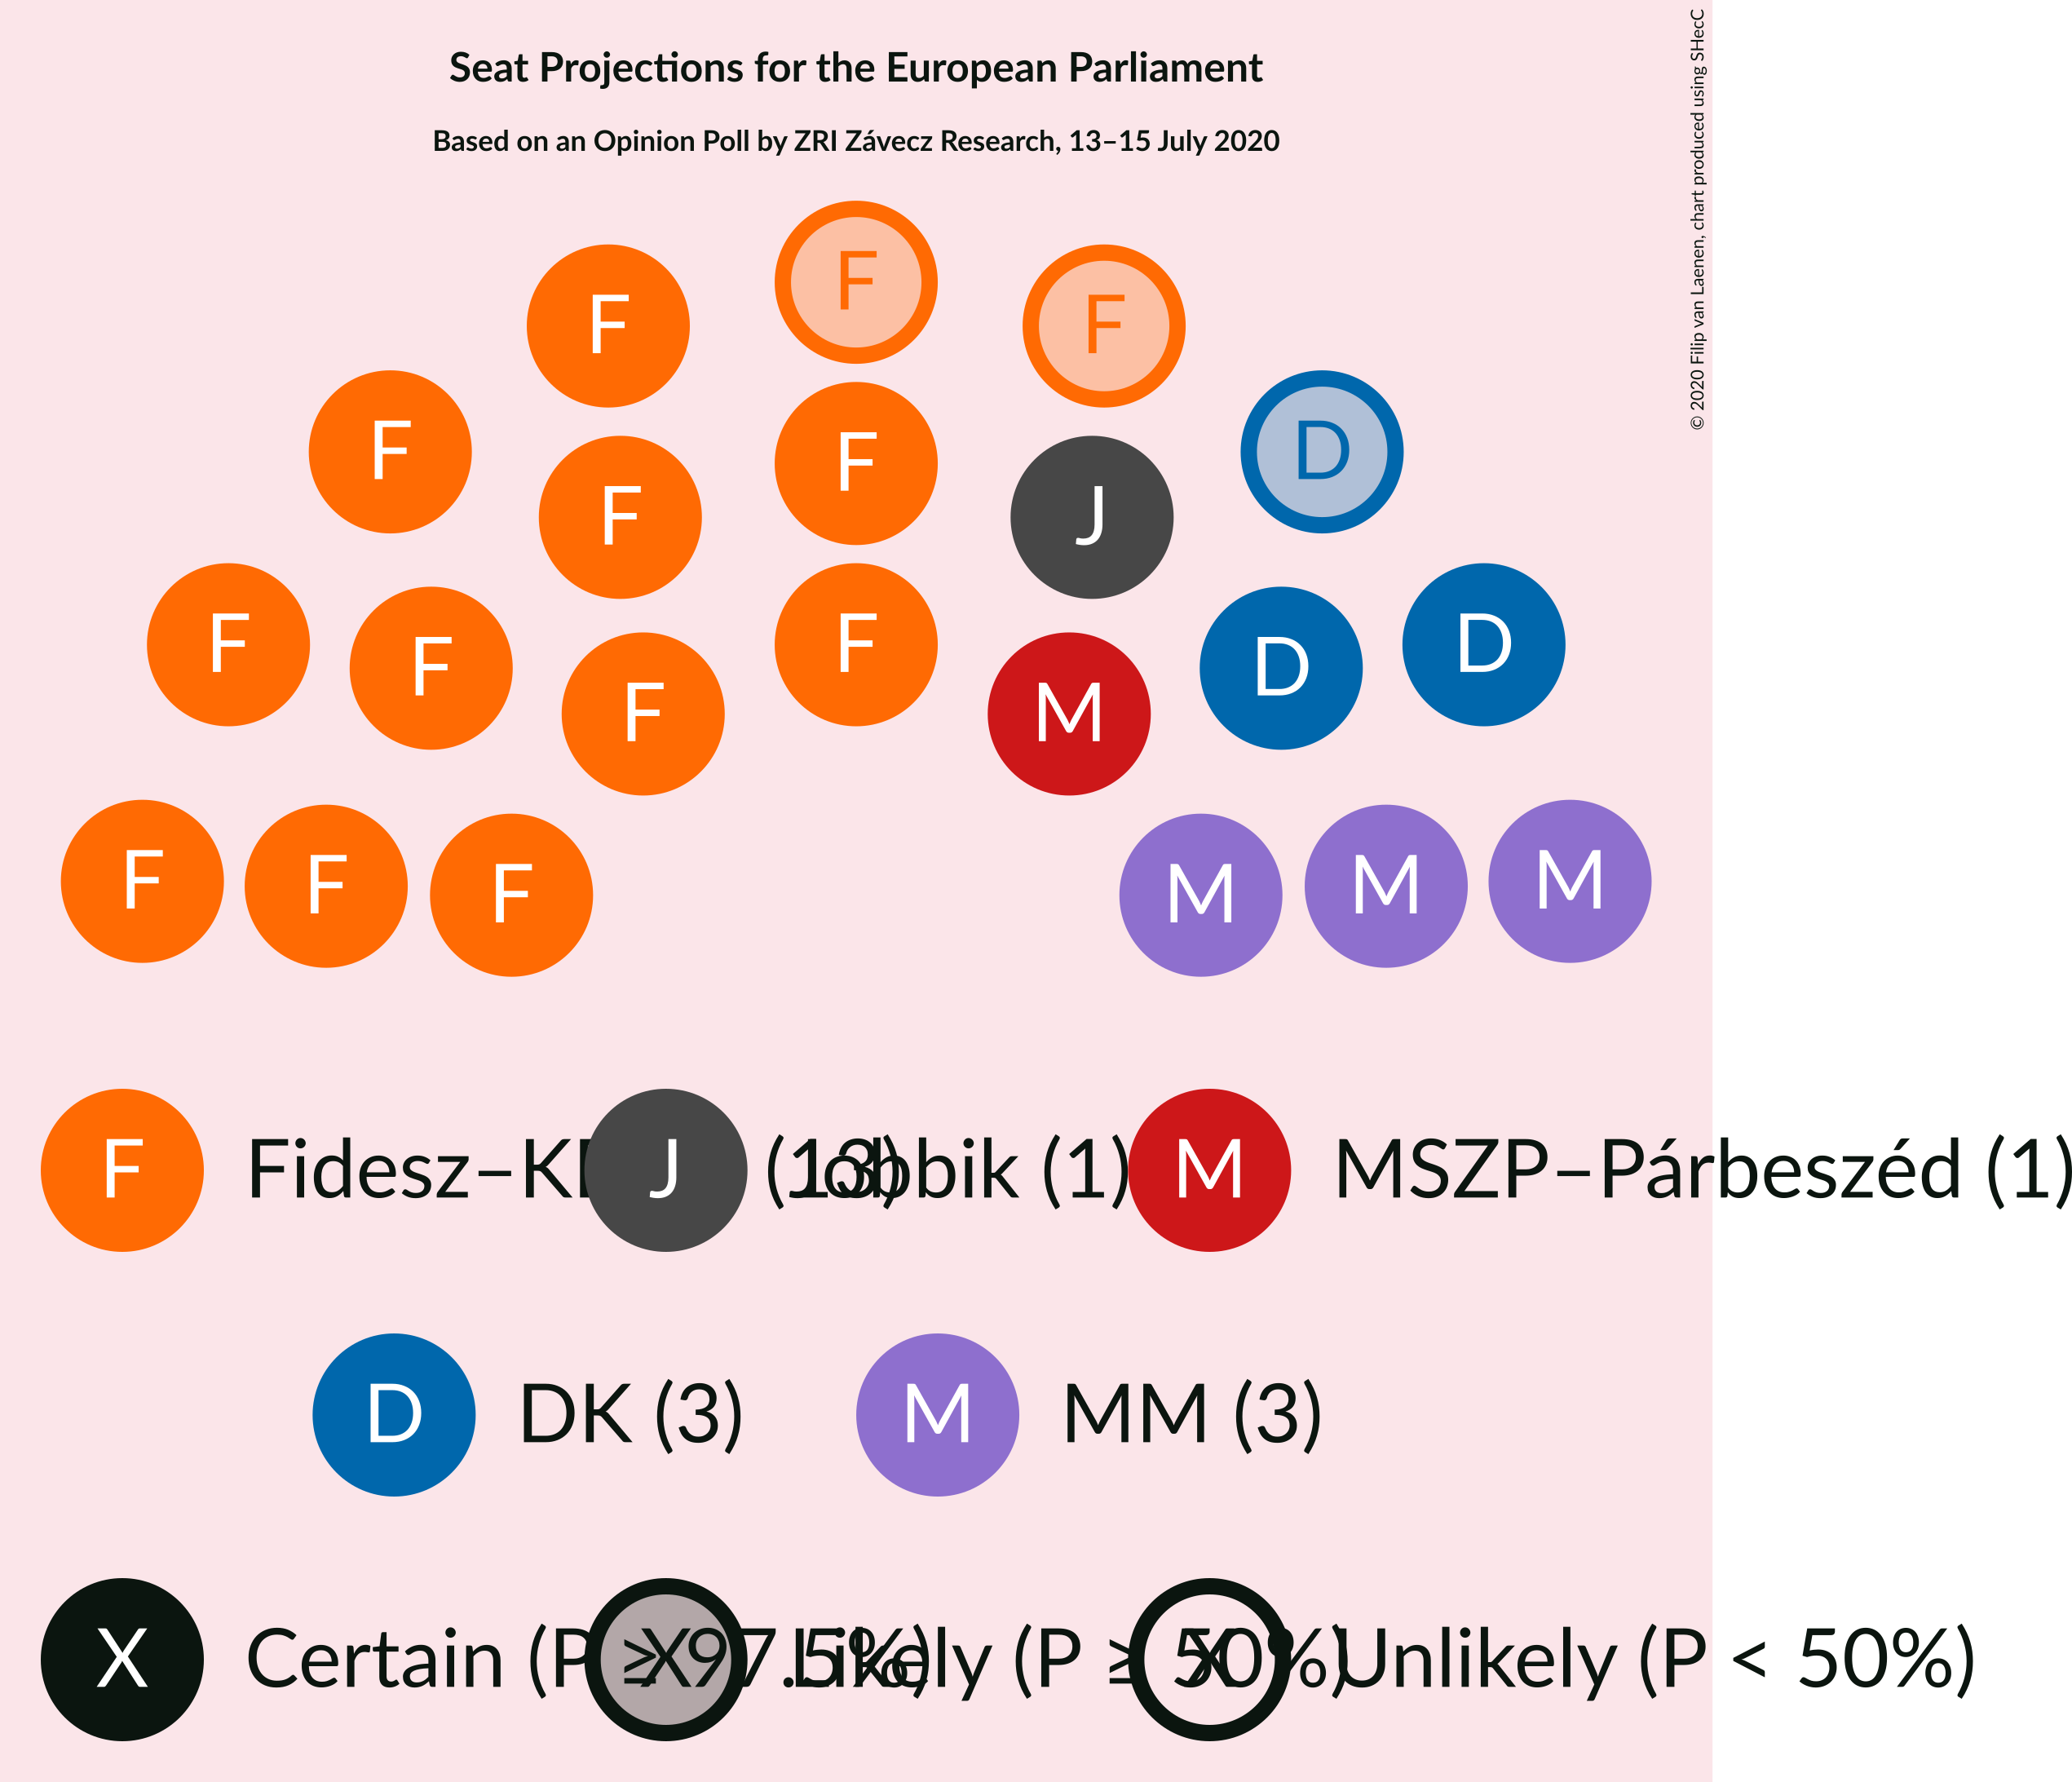 Seat Projections for the European Parliament
Based on an Opinion Poll by ZRI Závecz Research, 13–15 July 2020
© 2020 Filip van Laenen, chart produced using SHecC
F
F F
F D
F
F J
F F
F D
F D
F M
F M
F M
F M
F Fidesz–K (13) J Jobbik (1) M MSZP–Párbeszéd (1)
D DK (3) M MM (3)
X Certain (P ≥ 97.5%) X Likely (P ≥ 50%) X Unlikely (P < 50%)